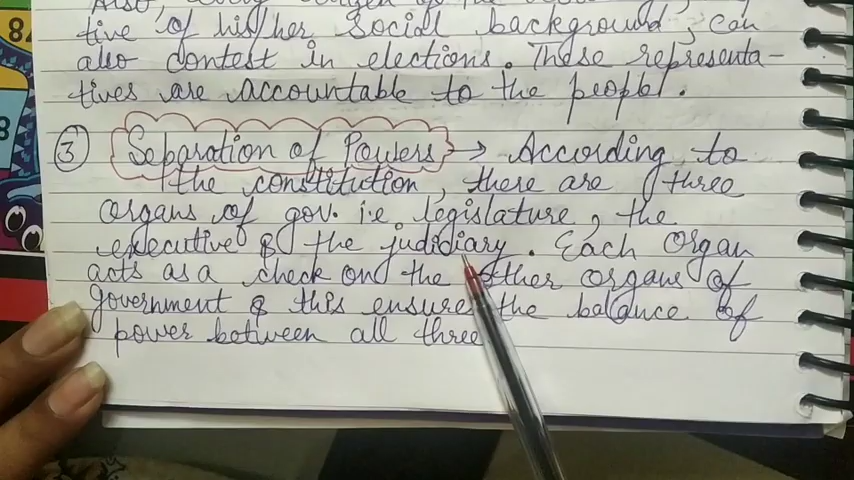 Also, every
tive of his/her social background, can
also contest in elections. These representa-
tives are accountable to the people.
3 Separation of Powers → According to
the constitution, there are three
organs of gov. i.e legislature, the
executive & the judidiary. Each organ
acts as a check on the other organs of
government & this ensures the balance of
power between all three